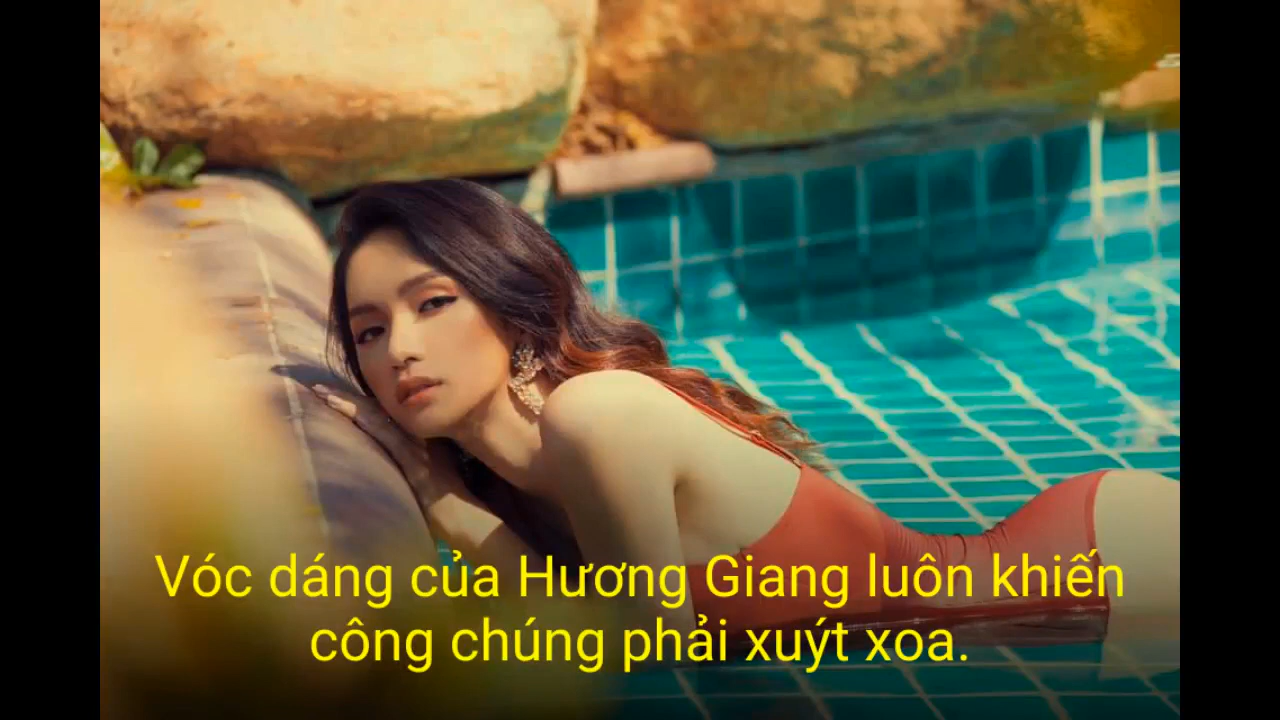 Vóc dáng của Hương Giang luôn khiến
công chúng phải xuýt xoa.